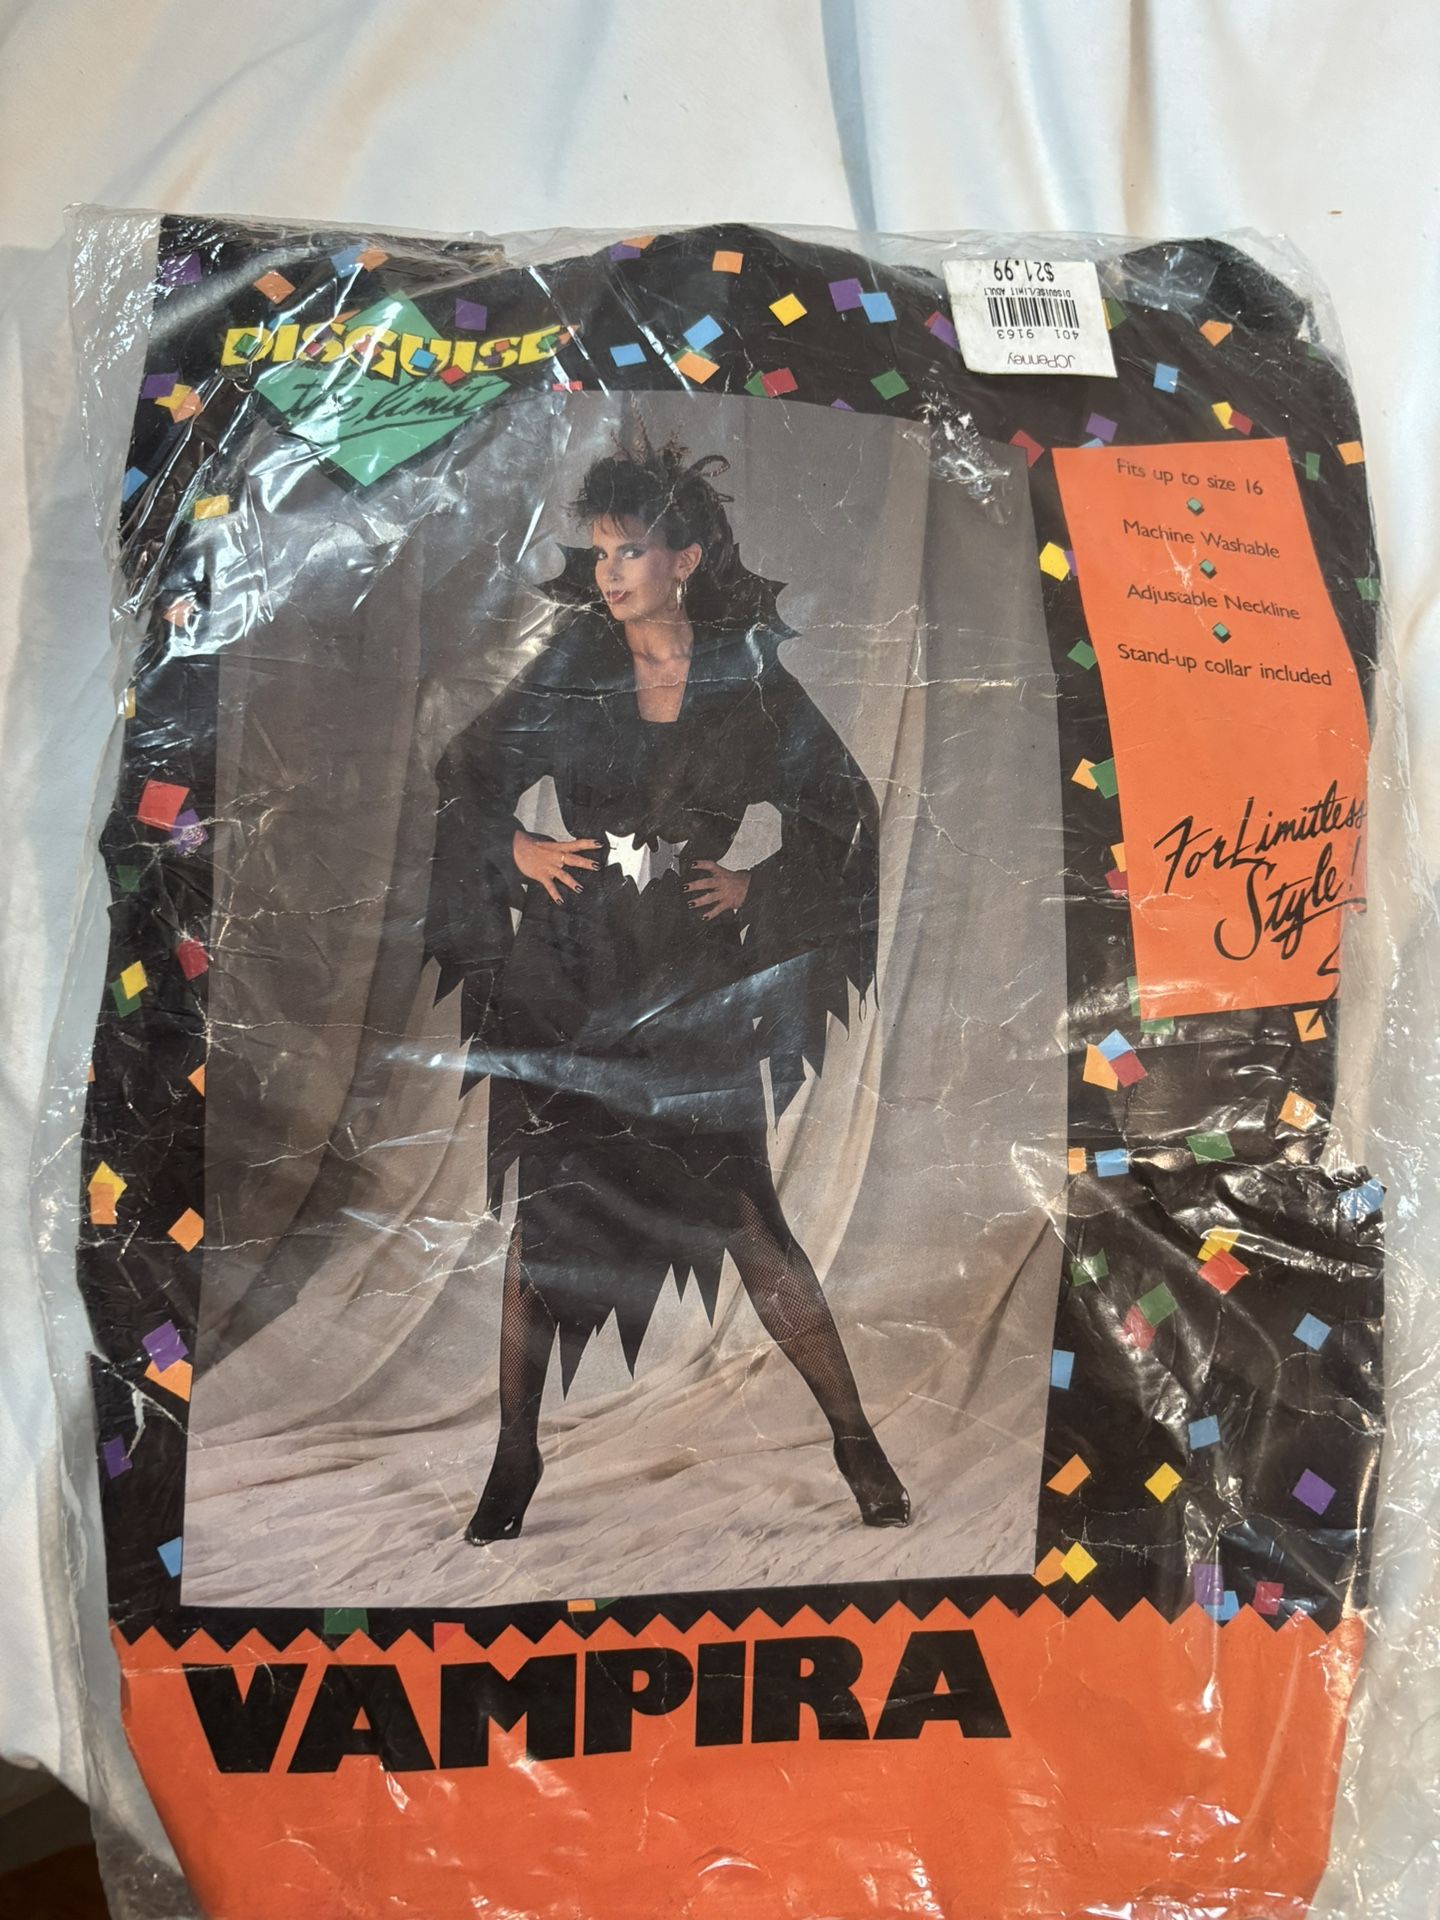 $21.99
DISGUISE/LIMIT ADULT
401 9163
JCPenney
DISGUISE
the limit
Fits up to size 16
Machine Washable
Adjustable Neckline
Stand-up collar included
For Limitless
Style!
VAMPIRA